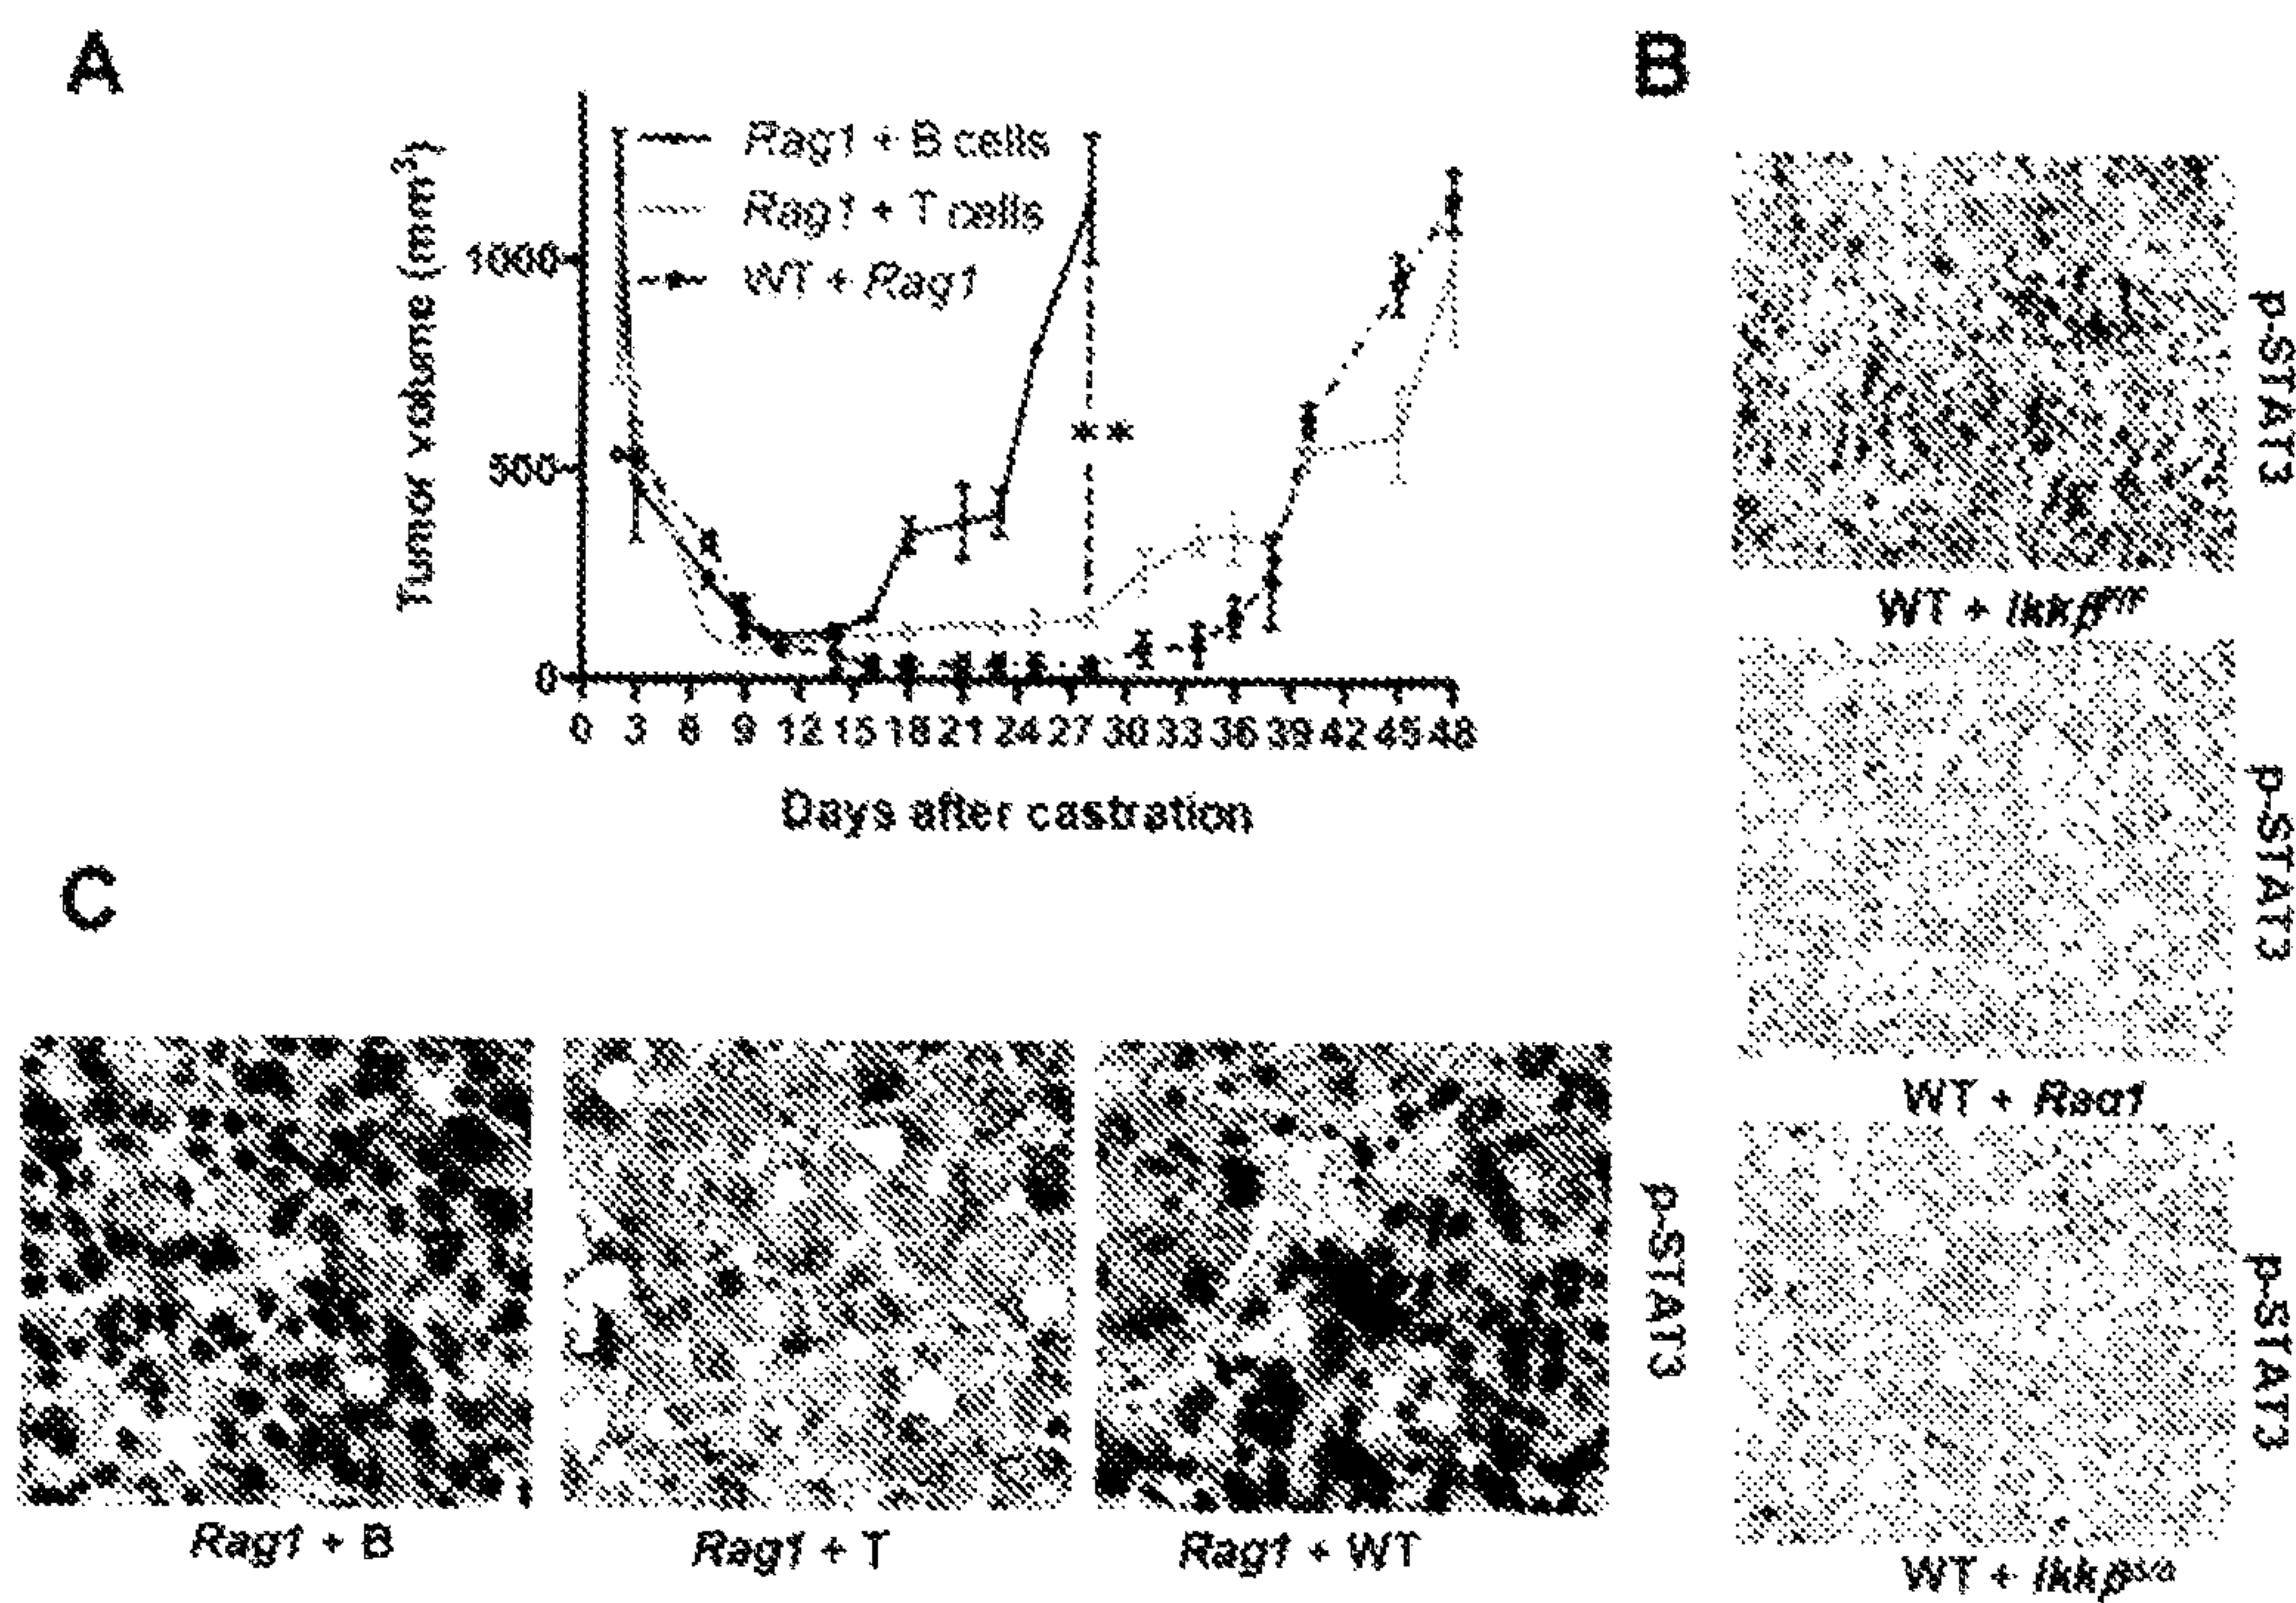 A
B
Rag1 + B cells
Rag1 + T cells
WT + Rag1
Tumor volume (mm³)
1000
500
0
**
0 3 6 9 12 15 18 21 24 27 30 33 36 39 42 45 48
Days after castration
p-STAT3
WT + Ikkβ
p-STAT3
WT + Rag1
p-STAT3
WT + Ikkβ
C
p-STAT3
Rag1 + B
Rag1 + T
Rag1 + WT